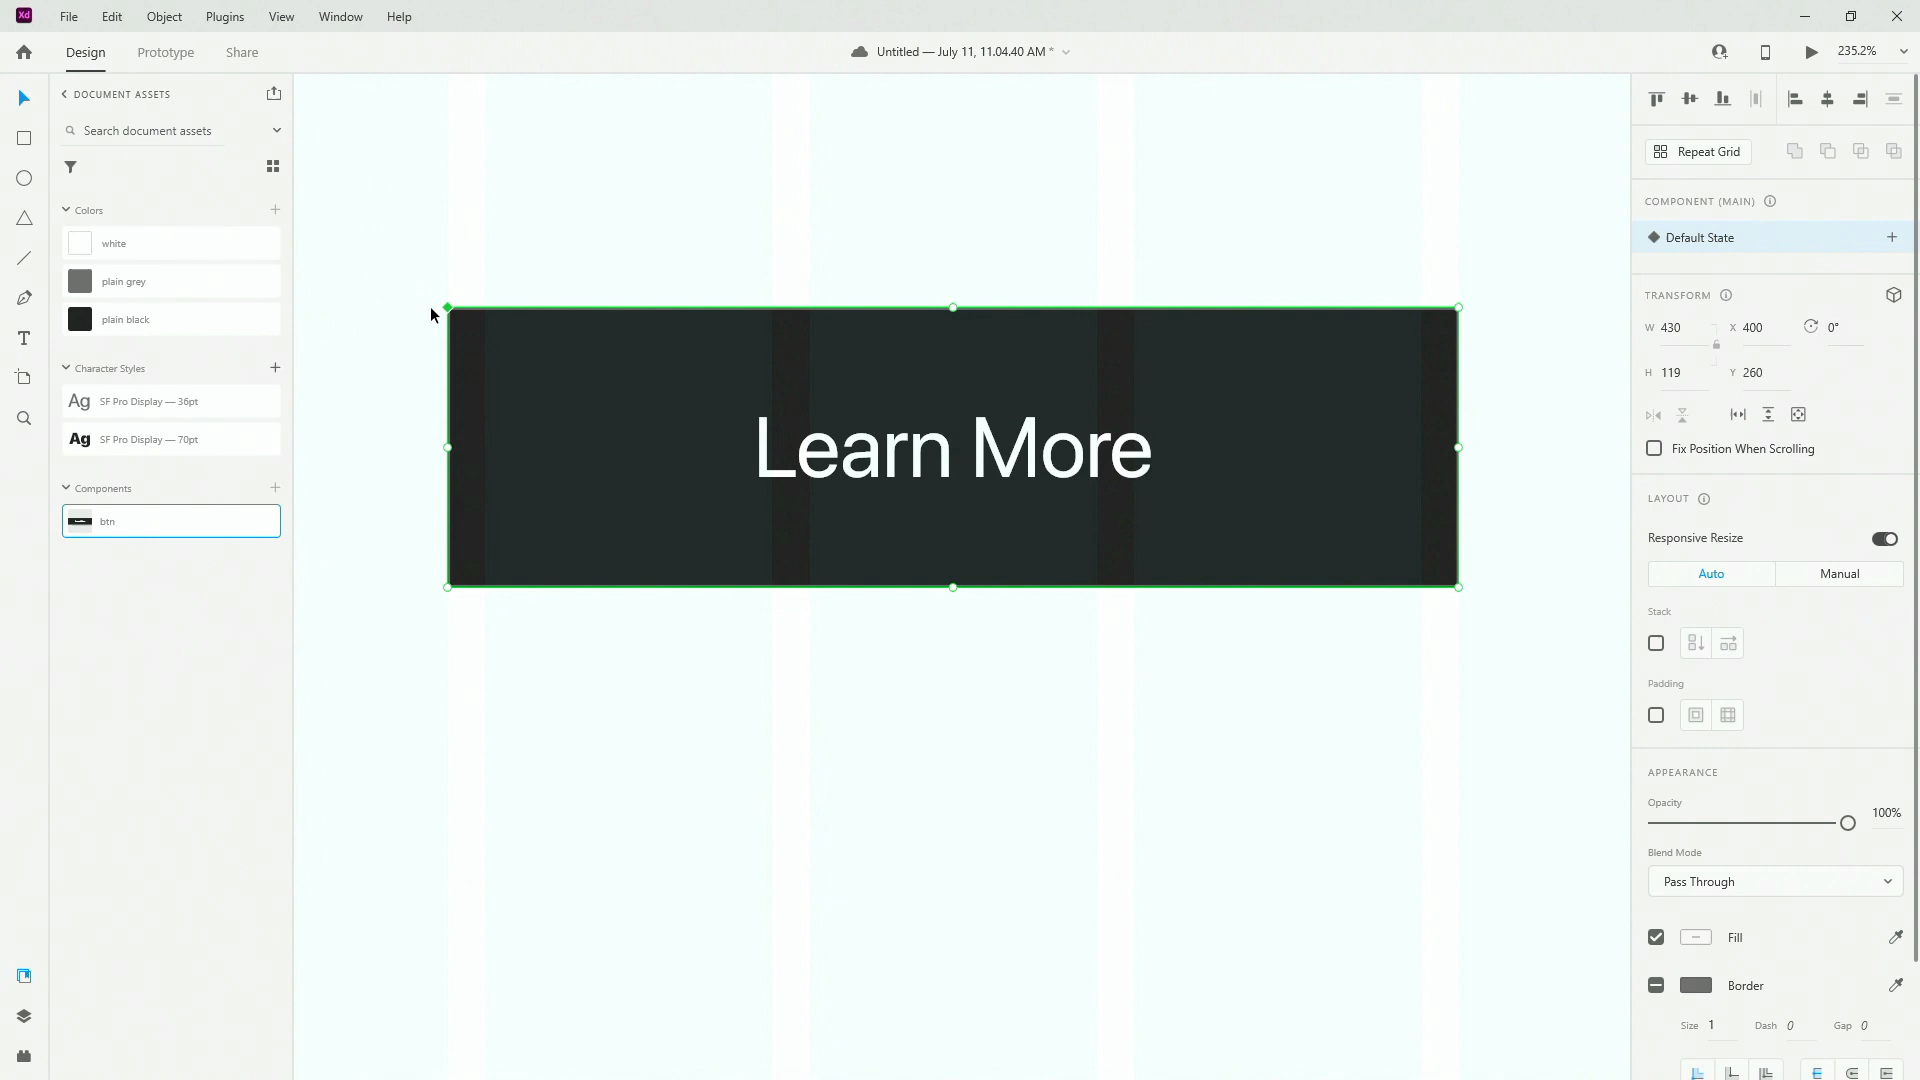 Xd File Edit Object Plugins View Window Help
Design Prototype Share Untitled — July 11, 11.04.40 AM * 235.2%
DOCUMENT ASSETS
Search document assets
Colors
white
plain grey
plain black
Character Styles
Ag SF Pro Display — 36pt
Ag SF Pro Display — 70pt
Components
btn
Learn More
Repeat Grid
COMPONENT (MAIN)
Default State
TRANSFORM
W 430 X 400 0°
H 119 Y 260
Fix Position When Scrolling
LAYOUT
Responsive Resize
Auto Manual
Stack
Padding
APPEARANCE
Opacity
100%
Blend Mode
Pass Through
Fill
Border
Size 1 Dash 0 Gap 0